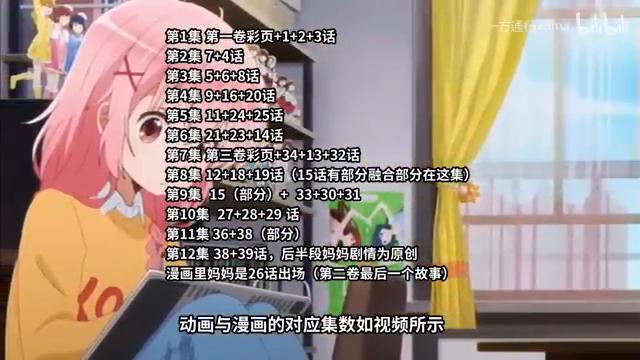 第1集 第一卷彩页+1+2+3话
第2集 7+4话
第3集 5+6+8话
第4集 9+16+20话
第5集 11+24+25话
第6集 21+23+14话
第7集 第三卷彩页+34+13+32话
第8集 12+18+19话（15话有部分融合部分在这集）
第9集 15（部分）+ 33+30+31
第10集 27+28+29 话
第11集 36+38（部分）
第12集 38+39话，后半段妈妈剧情为原创
漫画里妈妈是26话出场（第二卷最后一个故事）
动画与漫画的对应集数如视频所示